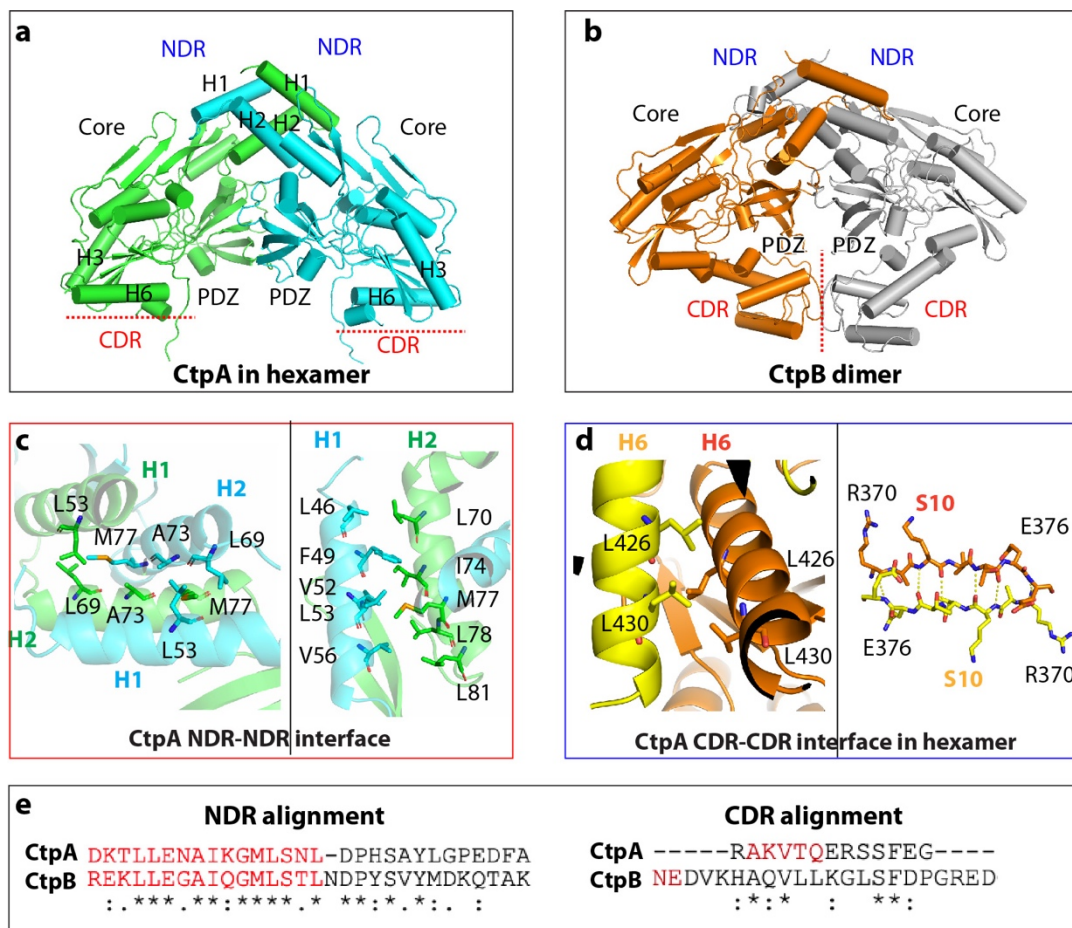 a
NDR NDR
H1 H1
H2 H2
Core Core
H3 H3
H6 PDZ PDZ H6
CDR CDR
CtpA in hexamer
b
NDR NDR
Core Core
PDZ PDZ
CDR CDR
CtpB dimer
c
H1 H2
H1 H2
L53
M77 A73 L69
L69 A73 M77
L53
H2
H1
L46
F49
V52
L53
V56
L70
I74
M77
L78
L81
CtpA NDR-NDR interface
d
H6 H6
L426
L426
L430
L430
R370
S10
E376
E376
S10
R370
CtpA CDR-CDR interface in hexamer
e
NDR alignment
CtpA DKTLLENAIKGMLSNL-DPHSAYLGPEDFA
CtpB REKLLEGAIQGMLSTLNDPYSVYMDKQTAK
:.***.**:****.* **:*.*:. :
CDR alignment
CtpA -----RAKVTQERSSFEG----
CtpB NEDVKHAQVLLKGLSFDPGRED
:*:* : **: